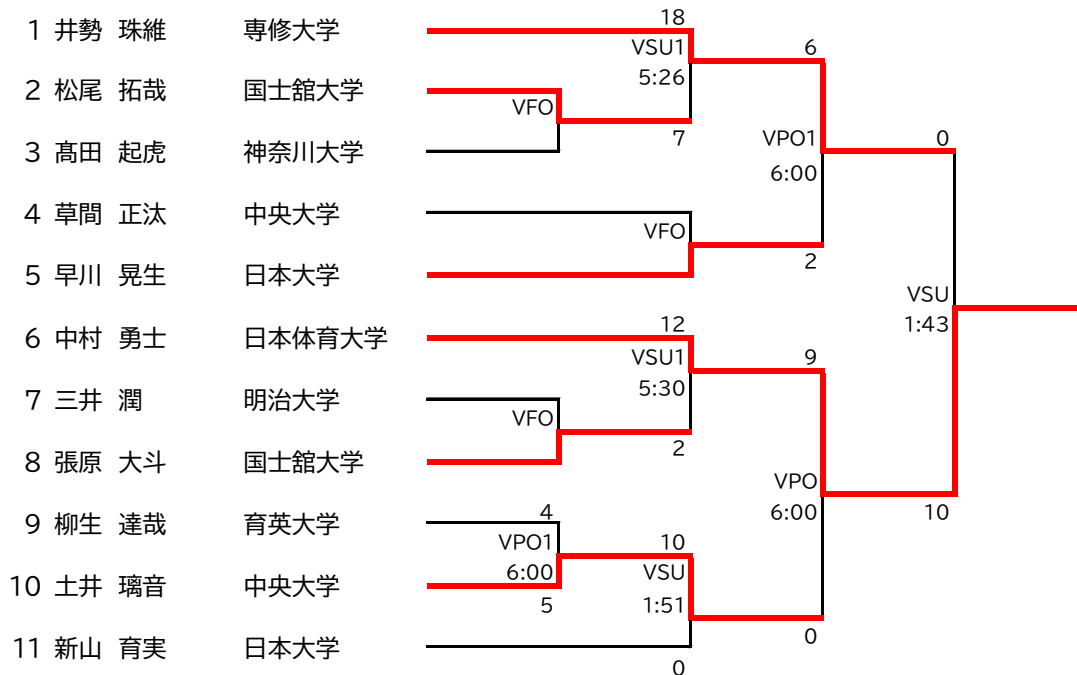 1 井勢 珠維 専修大学
2 松尾 拓哉 国士舘大学
3 髙田 起虎 神奈川大学
4 草間 正汰 中央大学
5 早川 晃生 日本大学
6 中村 勇士 日本体育大学
7 三井 潤 明治大学
8 張原 大斗 国士舘大学
9 柳生 達哉 育英大学
10 土井 璃音 中央大学
11 新山 育実 日本大学
VFO
VFO
4
VPO1
6:00
5
18
VSU1
5:26
7
VFO
12
VSU1
5:30
2
10
VSU
1:51
0
6
VPO1
6:00
2
9
VPO
6:00
0
0
VSU
1:43
10